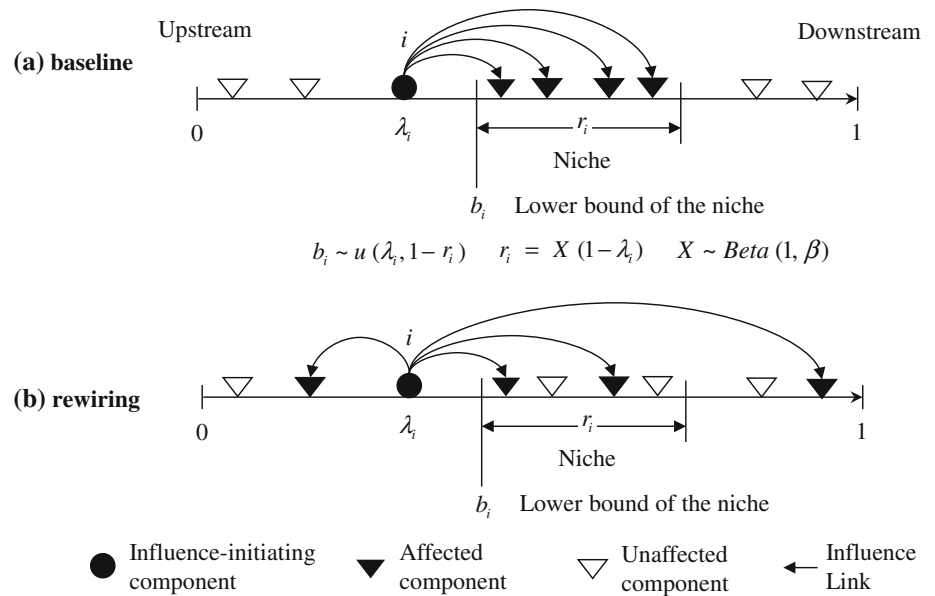 Upstream
Downstream
(a) baseline
i
0
λ_i
r_i
1
Niche
b_i Lower bound of the niche
b_i ~ u (λ_i, 1 − r_i) r_i = X (1 − λ_i) X ~ Beta (1, β)
(b) rewiring
i
0
λ_i
r_i
1
Niche
b_i Lower bound of the niche
Influence-initiating
component
Affected
component
Unaffected
component
Influence
Link